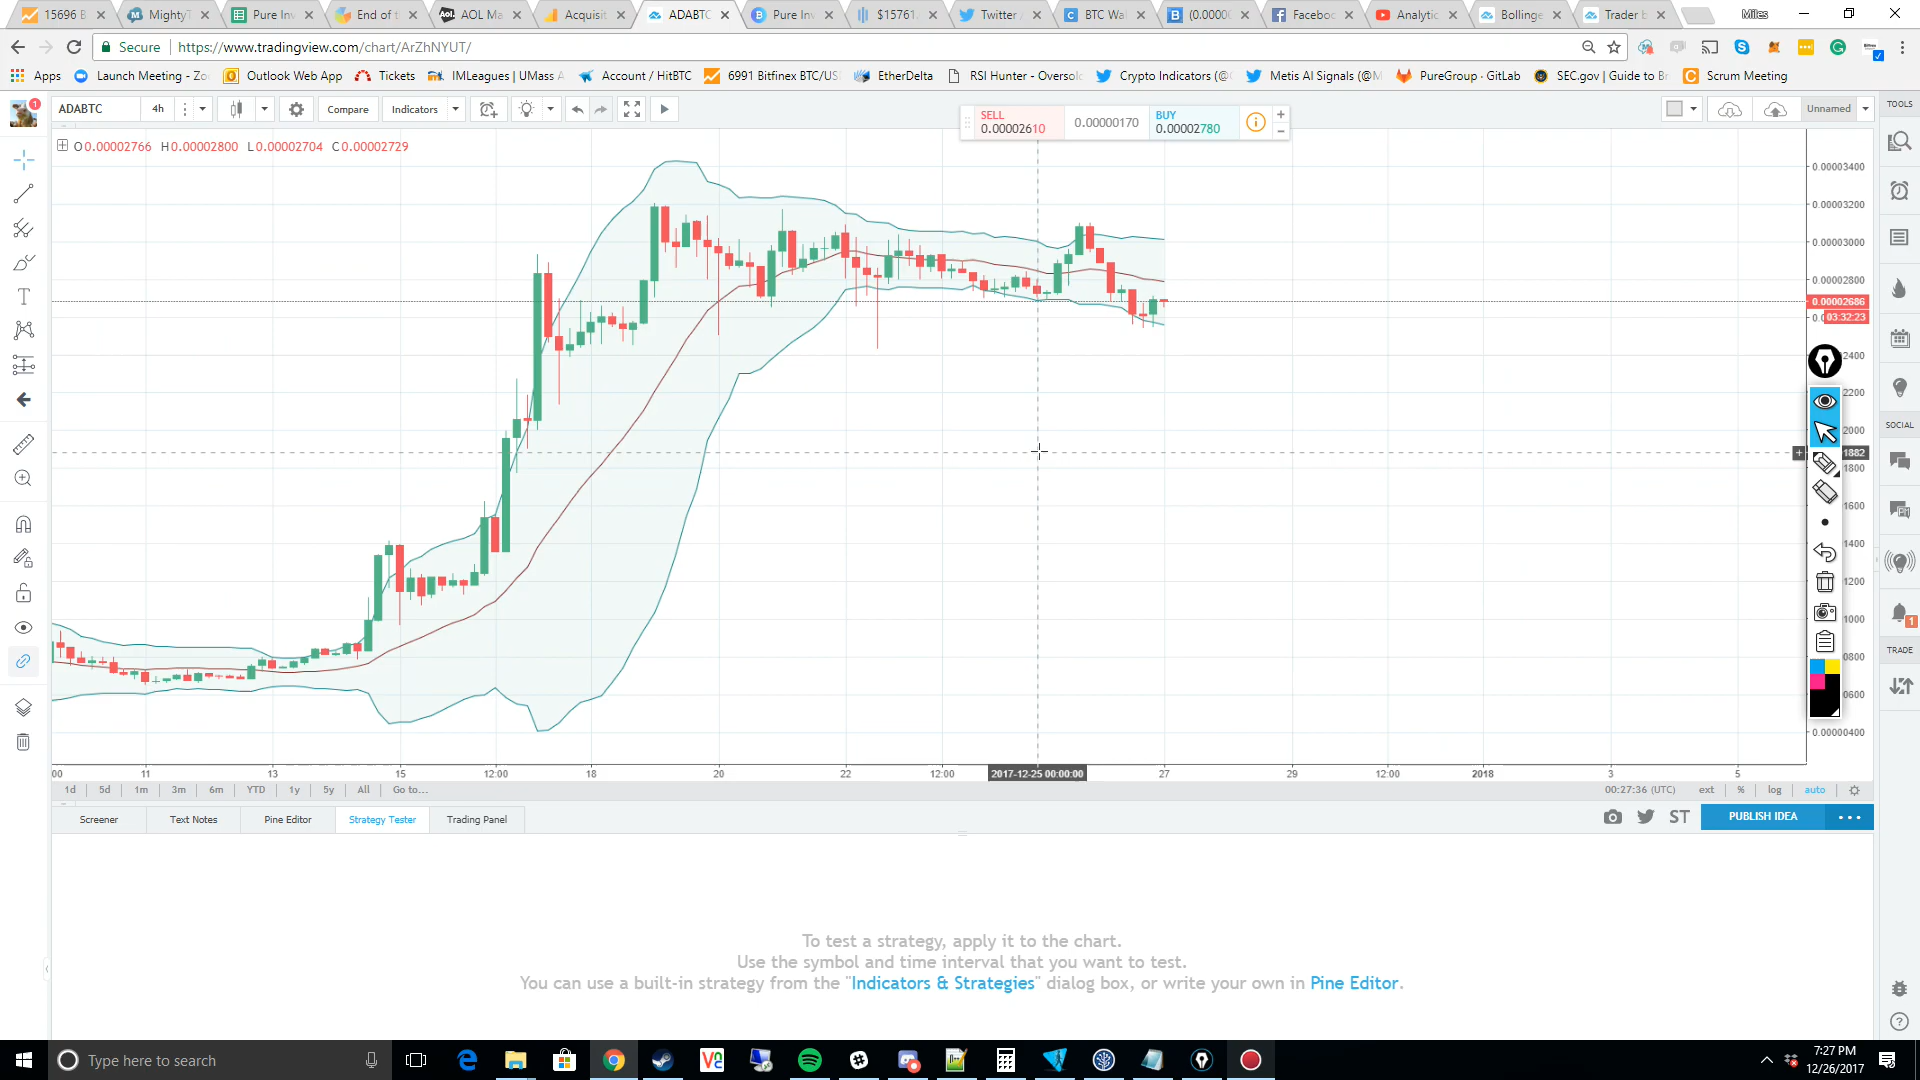 15696 B
MightyT
Pure Inv
End of t
AOL Ma
Acquisit
ADABTC
Pure Inv
$15761.
Twitter
BTC Wal
(0.0000
Faceboo
Analytic
Bollinge
Trader b
Miles
Secure
https://www.tradingview.com/chart/ArZhNYUT/
Apps
Launch Meeting - Zo
Outlook Web App
Tickets
IMLeagues | UMass A
Account / HitBTC
6991 Bitfinex BTC/US
EtherDelta
RSI Hunter - Overso
Crypto Indicators (@
Metis AI Signals (@M
PureGroup · GitLab
SEC.gov | Guide to Br
Scrum Meeting
ADABTC
4h
Compare
Indicators
SELL
0.00002610
0.00000170
BUY
0.00002780
Unnamed
TOOLS
O0.00002766 H0.00002800 L0.00002704 C0.00002729
0.00003400
0.00003200
0.00003000
0.00002800
0.00002686
03:32:23
2400
2200
2000
1882
1800
1600
1400
1200
1000
0800
0600
0.00000400
SOCIAL
1
TRADE
:00
11
13
15
12:00
18
20
22
12:00
2017-12-25 00:00:00
27
29
12:00
2018
3
5
1d
5d
1m
3m
6m
YTD
1y
5y
All
Go to...
00:27:36 (UTC)
ext
%
log
auto
Screener
Text Notes
Pine Editor
Strategy Tester
Trading Panel
ST
PUBLISH IDEA
To test a strategy, apply it to the chart.
Use the symbol and time interval that you want to test.
You can use a built-in strategy from the "Indicators & Strategies" dialog box, or write your own in Pine Editor.
Type here to search
7:27 PM
12/26/2017